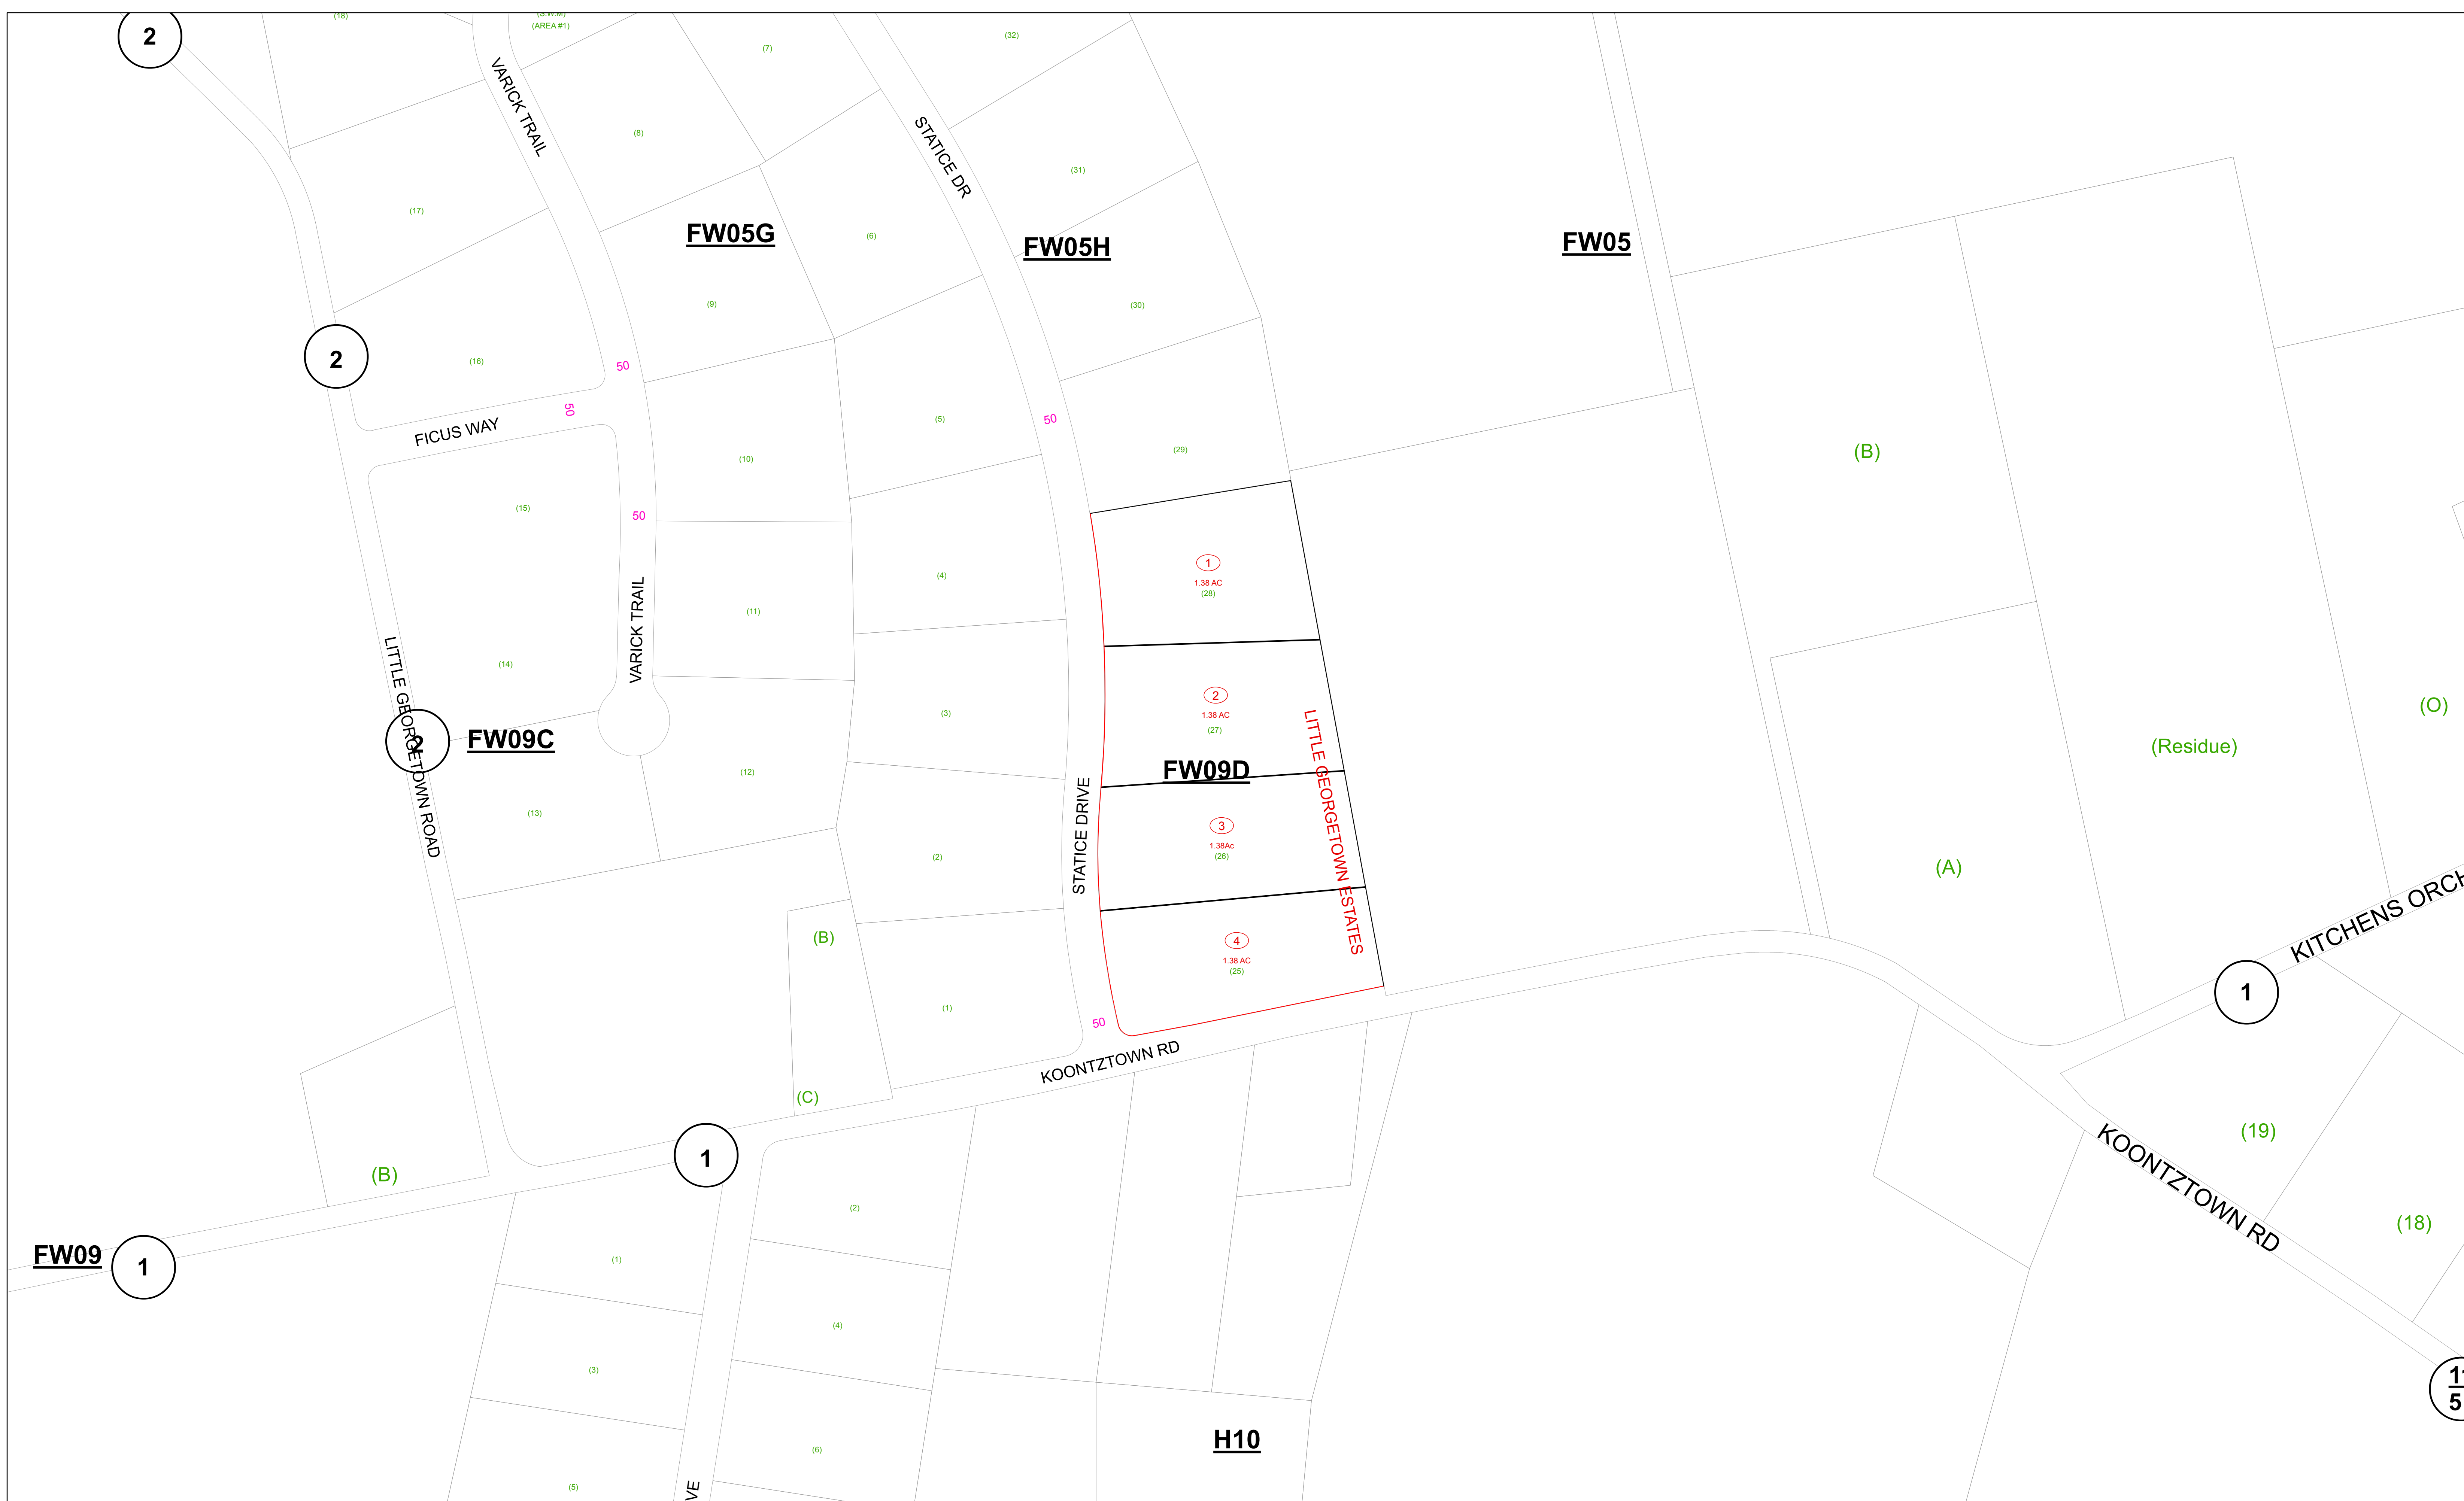 2
(18)
(AREA #1)
(7)
(32)
VARICK TRAIL
(8)
STATICE DR
(31)
(17)
FW05G
(6)
FW05H
FW05
(9)
(30)
2
(16)
50
50
FICUS WAY
(5)
50
(29)
(B)
(10)
(15)
50
1
1.38 AC
(28)
(4)
VARICK TRAIL
(11)
(14)
LITTLE GEORGETOWN ROAD
2
FW09C
(3)
2
1.38 AC
(27)
FW09D
LITTLE GEORGETOWN ESTATES
(O)
(Residue)
(12)
(13)
STATICE DRIVE
(2)
3
1.38Ac
(26)
(A)
KITCHENS ORCH
(B)
4
1.38 AC
(25)
(1)
50
1
KOONTZTOWN RD
(C)
1
(B)
(19)
KOONTZTOWN RD
(2)
(18)
FW09
1
(1)
(4)
(3)
5
H10
(6)
(5)
VE